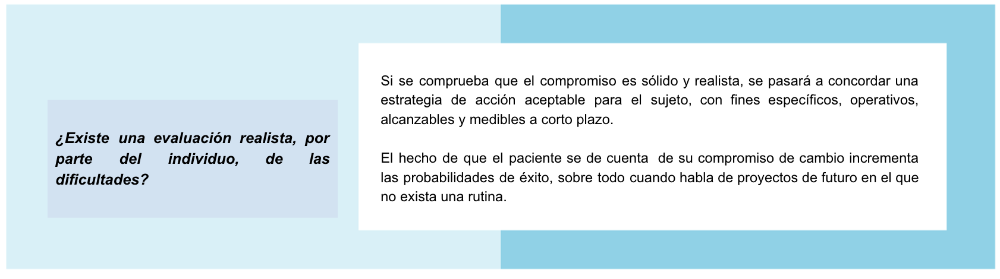 ¿Existe una evaluación realista, por
parte del individuo, de las
dificultades?
Si se comprueba que el compromiso es sólido y realista, se pasará a concordar una
estrategia de acción aceptable para el sujeto, con fines específicos, operativos,
alcanzables y medibles a corto plazo.
El hecho de que el paciente se de cuenta de su compromiso de cambio incrementa
las probabilidades de éxito, sobre todo cuando habla de proyectos de futuro en el que
no exista una rutina.